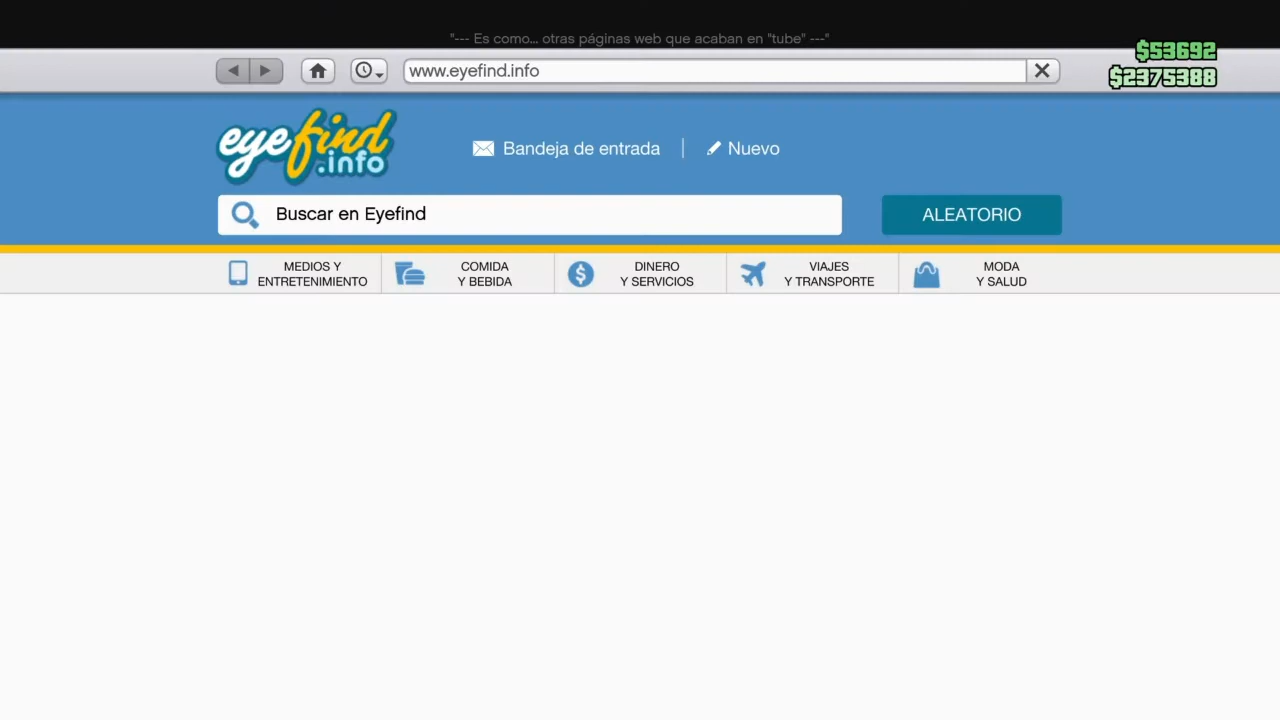 "--- Es como... otras páginas web que acaban en "tube" ---"
$53692
www.eyefind.info
$2375388
eyefind
.info
Bandeja de entrada
Nuevo
Buscar en Eyefind
ALEATORIO
MEDIOS Y
ENTRETENIMIENTO
COMIDA
Y BEBIDA
DINERO
Y SERVICIOS
VIAJES
Y TRANSPORTE
MODA
Y SALUD